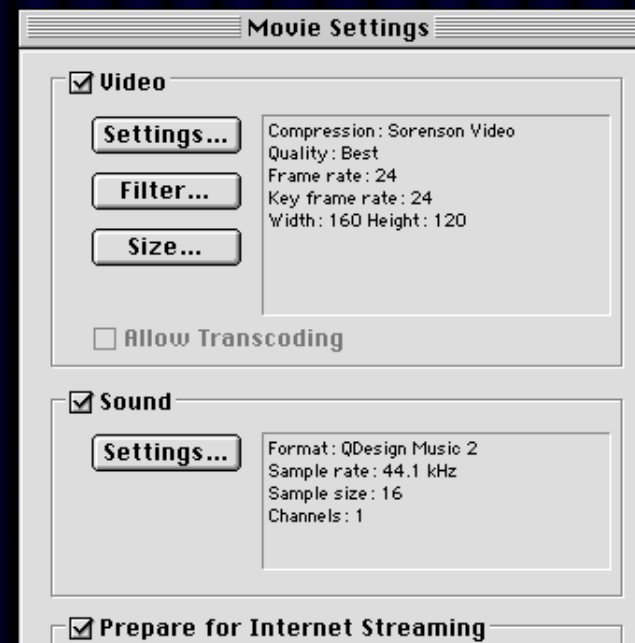 Movie Settings
Video
Settings...
Compression: Sorenson Video
Quality: Best
Filter...
Frame rate: 24
Key frame rate: 24
Width: 160 Height: 120
Size...
Allow Transcoding
Sound
Settings...
Format: QDesign Music 2
Sample rate: 44.1 kHz
Sample size: 16
Channels: 1
Prepare for Internet Streaming